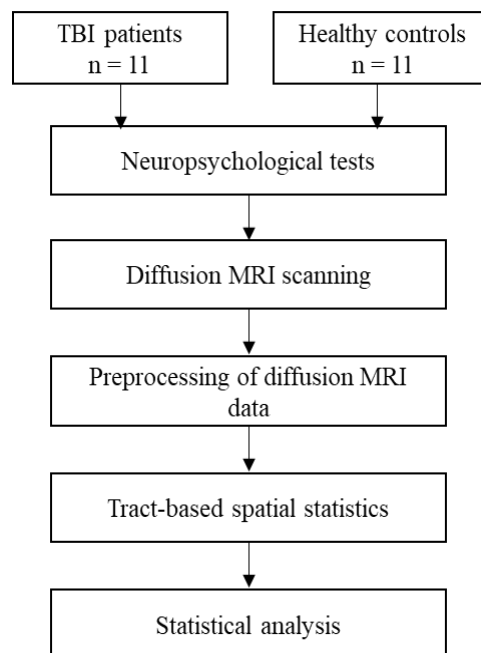 TBI patients
n = 11
Healthy controls
n = 11
Neuropsychological tests
Diffusion MRI scanning
Preprocessing of diffusion MRI
data
Tract-based spatial statistics
Statistical analysis